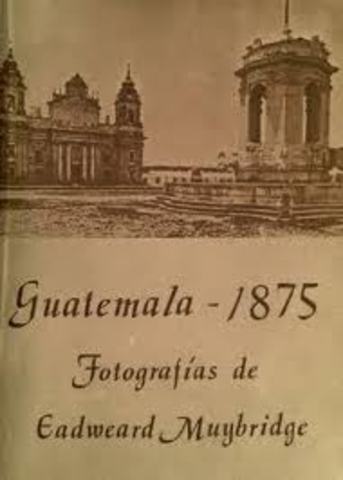 Guatemala - 1875
Fotografías de
Eadweard Muybridge